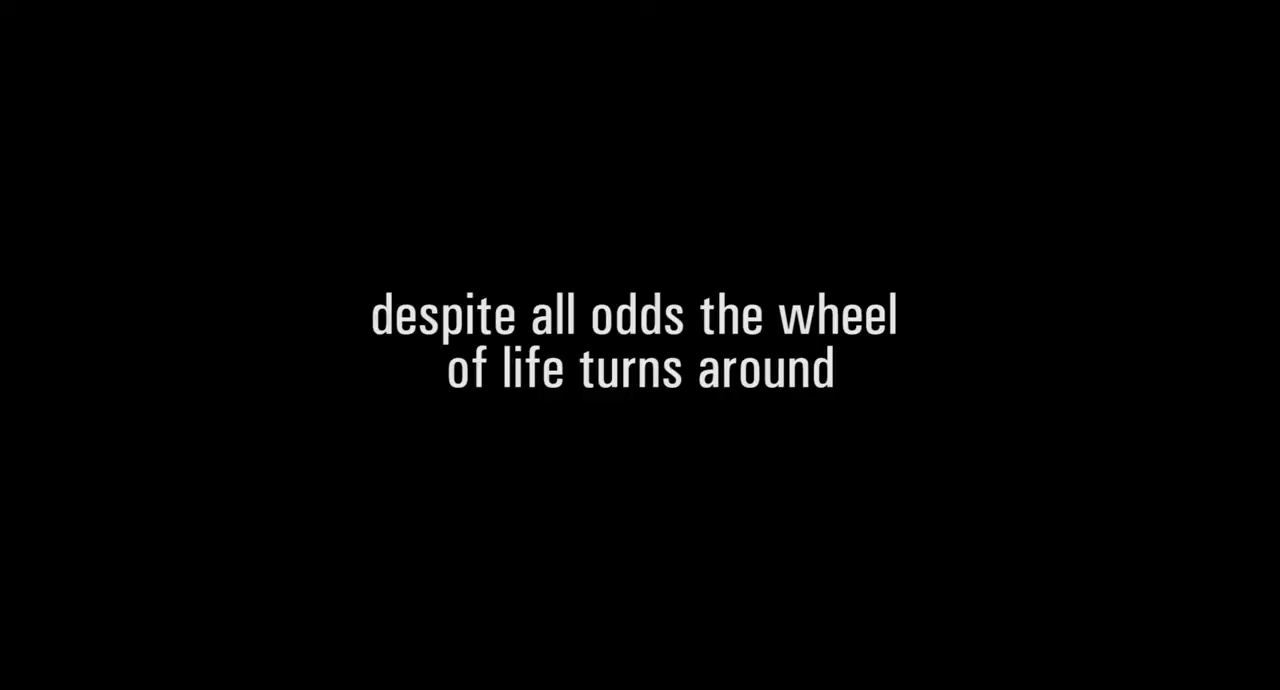 despite all odds the wheel
of life turns around